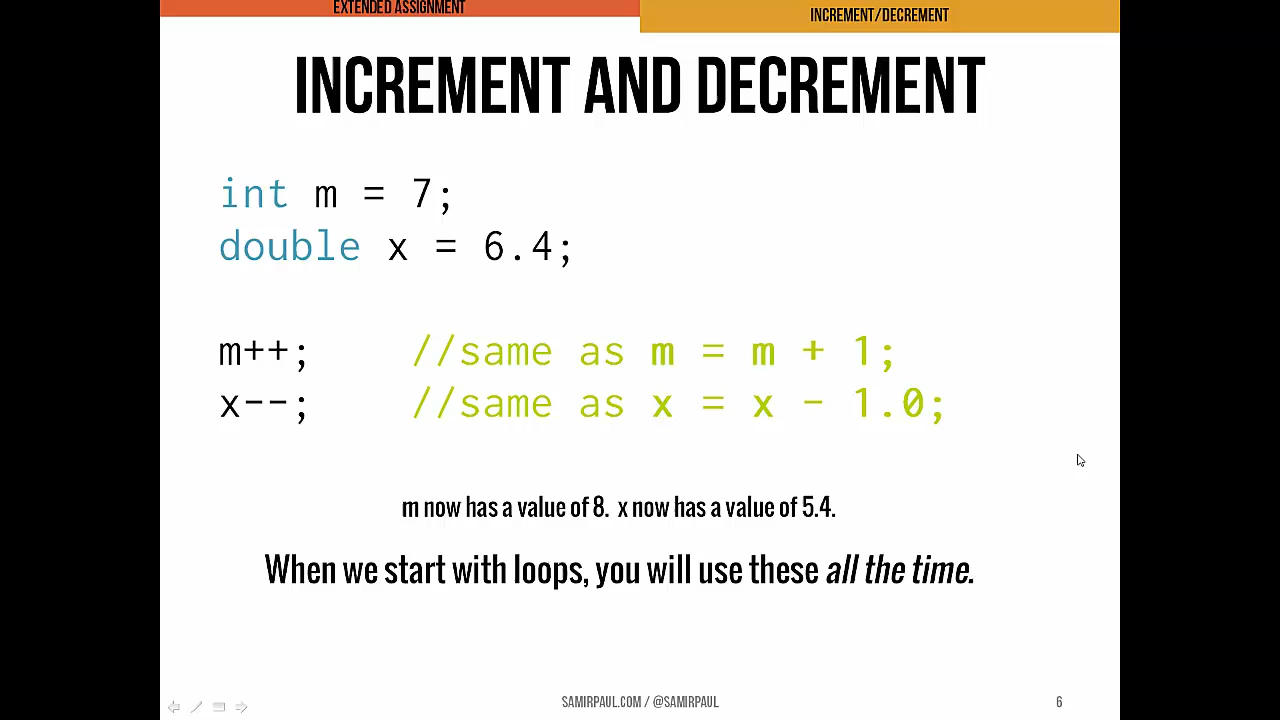 EXTENDED ASSIGNMENT
INCREMENT/DECREMENT
INCREMENT AND DECREMENT
int m = 7;
double x = 6.4;
m++; //same as m = m + 1;
x--; //same as x = x - 1.0;
m now has a value of 8. x now has a value of 5.4.
When we start with loops, you will use these all the time.
SAMIRPAUL.COM / @SAMIRPAUL
6